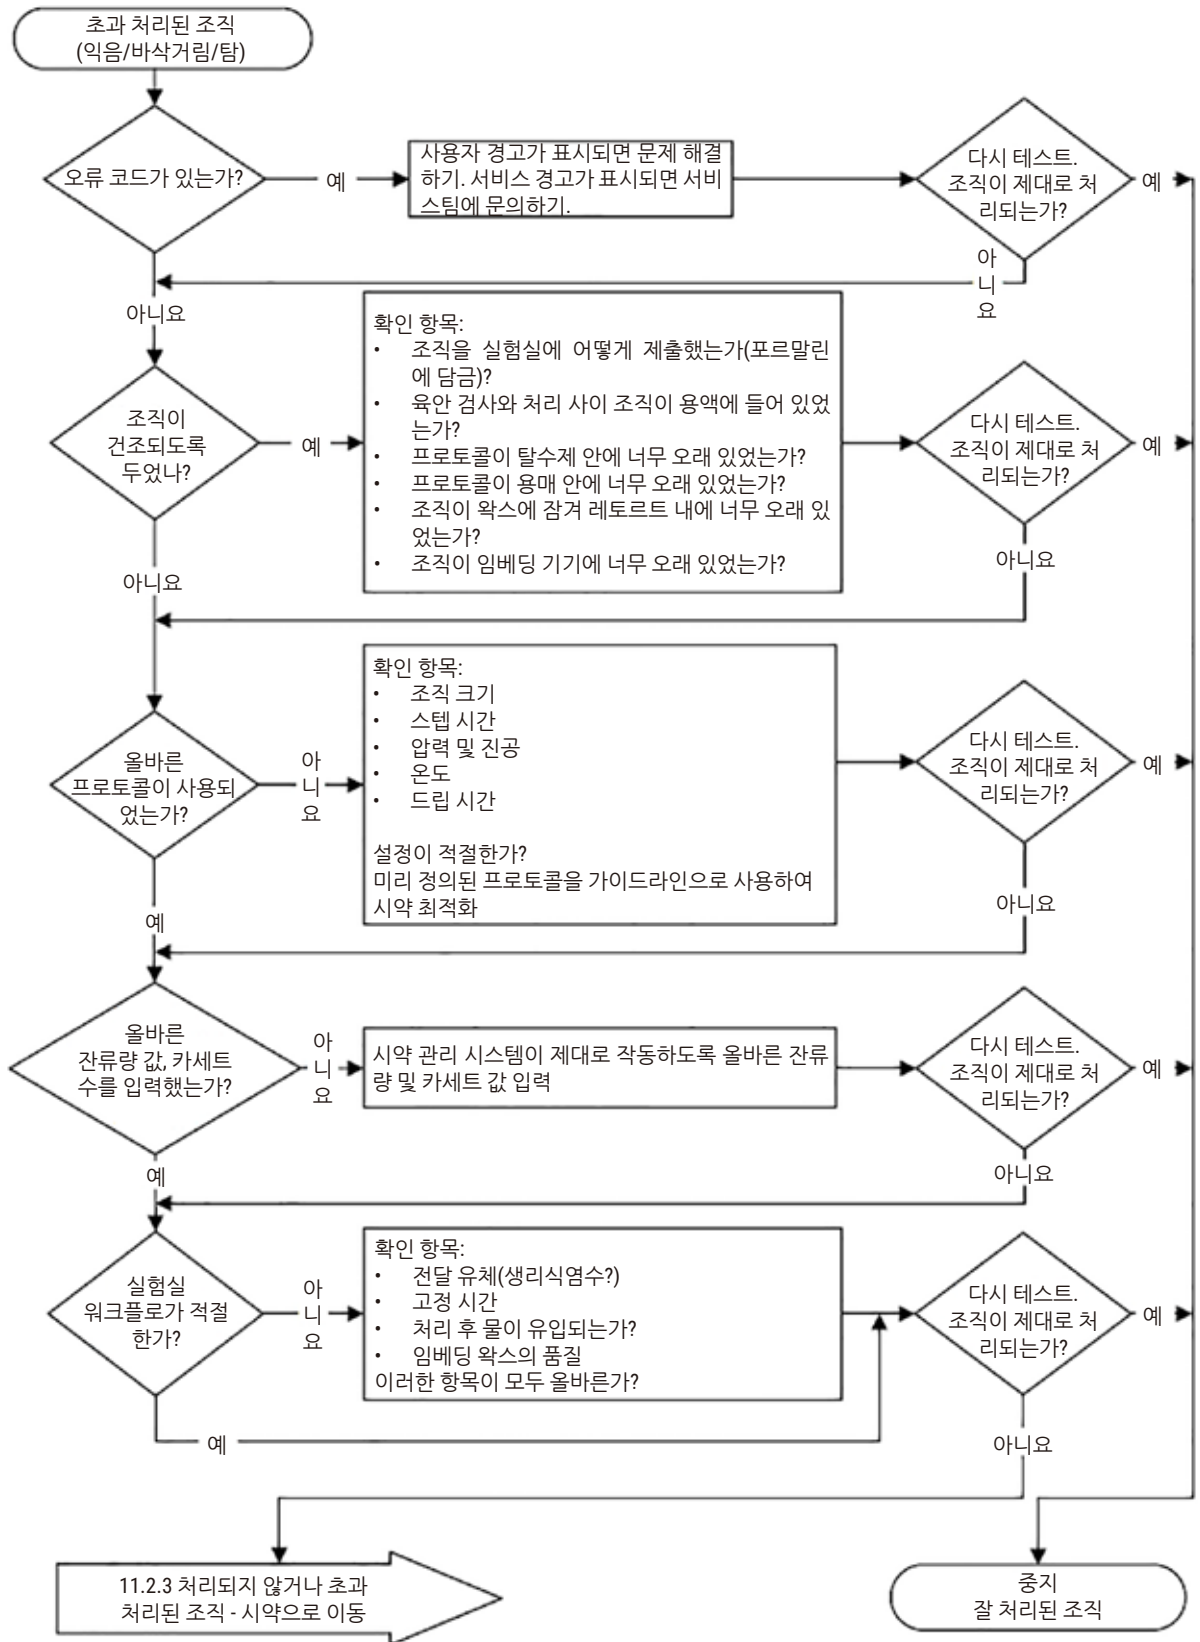 초과 처리된 조직
(익음/바삭거림/탐)
오류 코드가 있는가?
예
사용자 경고가 표시되면 문제 해결
하기. 서비스 경고가 표시되면 서비
스팀에 문의하기.
다시 테스트.
조직이 제대로 처
리되는가?
예
아
니
요
아니요
조직이
건조되도록
두었나?
예
확인 항목:
• 조직을 실험실에 어떻게 제출했는가(포르말린
에 담금)?
• 육안 검사와 처리 사이 조직이 용액에 들어 있었
는가?
• 프로토콜이 탈수제 안에 너무 오래 있었는가?
• 프로토콜이 용매 안에 너무 오래 있었는가?
• 조직이 왁스에 잠겨 레토르트 내에 너무 오래 있
었는가?
• 조직이 임베딩 기기에 너무 오래 있었는가?
다시 테스트.
조직이 제대로 처
리되는가?
예
아니요
아니요
올바른
프로토콜이 사용되
었는가?
아
니
요
확인 항목:
• 조직 크기
• 스텝 시간
• 압력 및 진공
• 온도
• 드립 시간
설정이 적절한가?
미리 정의된 프로토콜을 가이드라인으로 사용하여
시약 최적화
다시 테스트.
조직이 제대로 처
리되는가?
예
아니요
예
올바른
잔류량 값, 카세트
수를 입력했는가?
아
니
요
시약 관리 시스템이 제대로 작동하도록 올바른 잔류
량 및 카세트 값 입력
다시 테스트.
조직이 제대로 처
리되는가?
예
아니요
예
실험실
워크플로가 적절
한가?
아
니
요
확인 항목:
• 전달 유체(생리식염수?)
• 고정 시간
• 처리 후 물이 유입되는가?
• 임베딩 왁스의 품질
이러한 항목이 모두 올바른가?
다시 테스트.
조직이 제대로 처
리되는가?
예
예
아니요
11.2.3 처리되지 않거나 초과
처리된 조직 - 시약으로 이동
중지
잘 처리된 조직